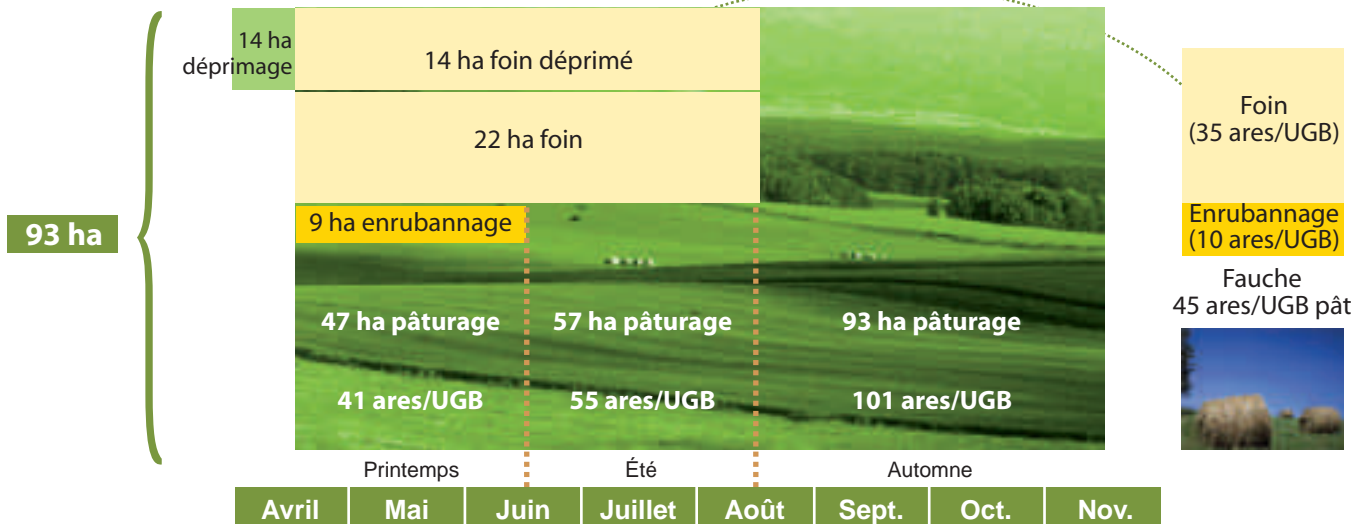 14 ha
déprimage
14 ha foin déprimé
22 ha foin
9 ha enrubannage
93 ha
47 ha pâturage
57 ha pâturage
93 ha pâturage
41 ares/UGB
55 ares/UGB
101 ares/UGB
Foin
(35 ares/UGB)
Enrubannage
(10 ares/UGB)
Fauche
45 ares/UGB pât
Printemps
Été
Automne
Avril
Mai
Juin
Juillet
Août
Sept.
Oct.
Nov.